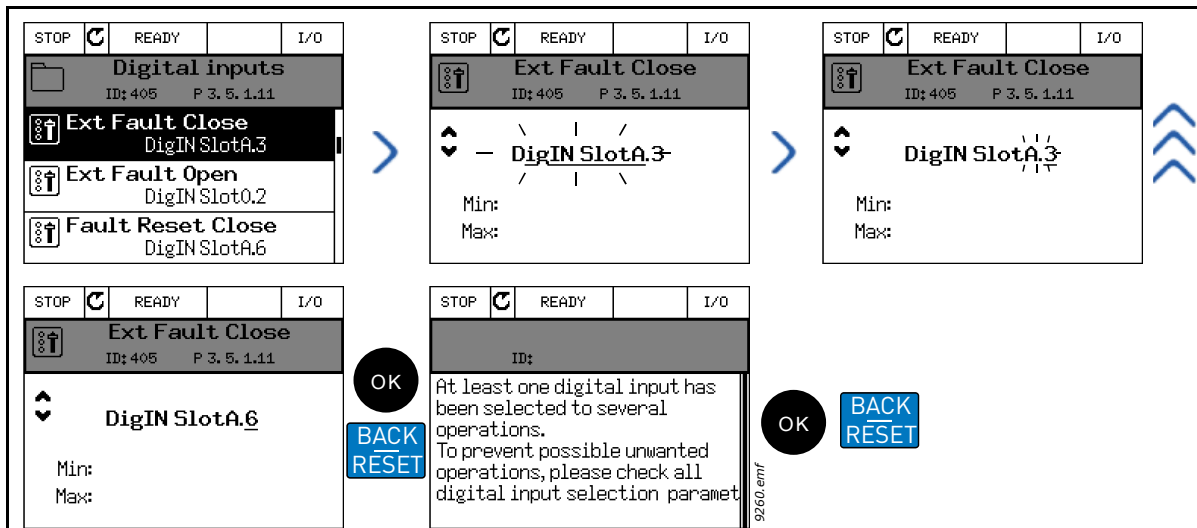 STOP READY I/O
Digital inputs
ID: 405 P 3. 5. 1.11
Ext Fault Close
DigIN SlotA.3
Ext Fault Open
DigIN Slot0.2
Fault Reset Close
DigIN SlotA.6
STOP READY I/O
Ext Fault Close
ID: 405 P 3. 5. 1.11
DigIN SlotA.3
Min:
Max:
STOP READY I/O
Ext Fault Close
ID: 405 P 3. 5. 1.11
DigIN SlotA.3
Min:
Max:
STOP READY I/O
Ext Fault Close
ID: 405 P 3. 5. 1.11
DigIN SlotA.6
Min:
Max:
OK
BACK
RESET
STOP READY I/O
ID:
At least one digital input has
been selected to several
operations.
To prevent possible unwanted
operations, please check all
digital input selection paramet
OK
BACK
RESET
9260.emf